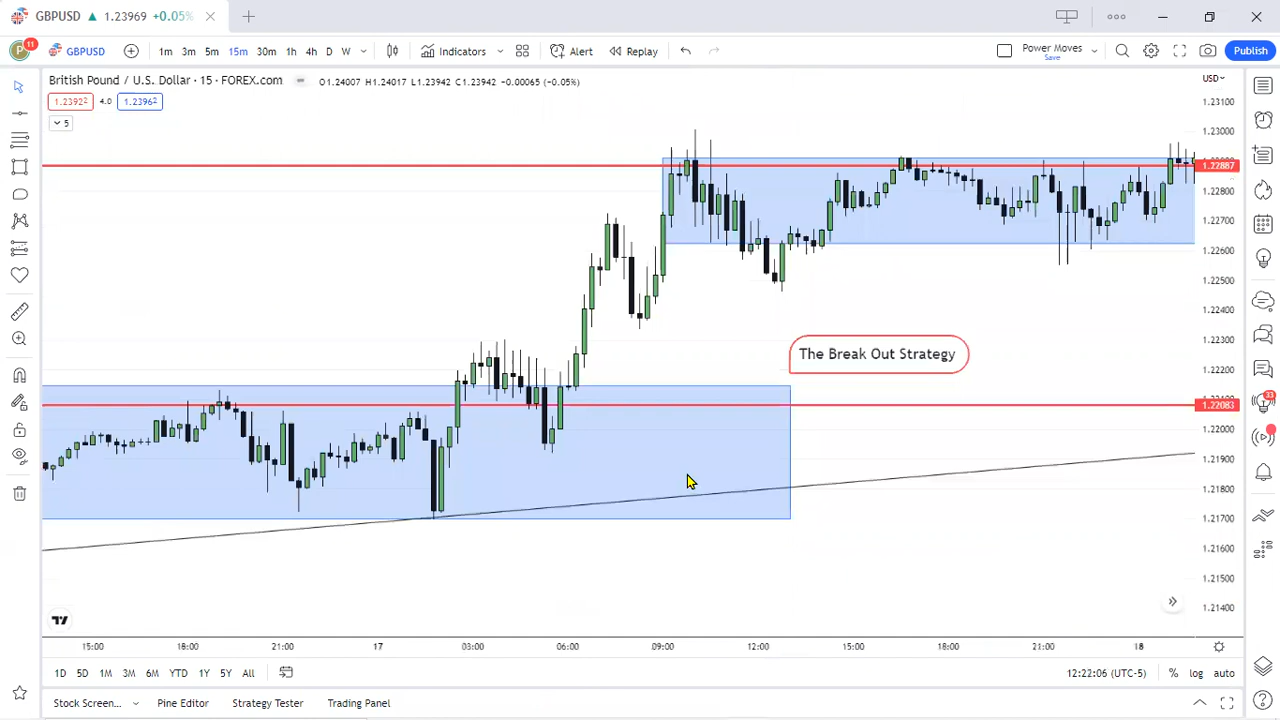 GBPUSD ▲ 1.23969 +0.05%
P 11 GBPUSD 1m 3m 5m 15m 30m 1h 4h D W Indicators Alert Replay Power Moves Save Publish
British Pound / U.S. Dollar · 15 · FOREX.com O1.24007 H1.24017 L1.23942 C1.23942 −0.00065 (−0.05%)
USD
1.23922 4.0 1.23962
5
1.23100
1.23000
1.22887
1.22800
1.22700
1.22600
1.22500
1.22400
1.22300
The Break Out Strategy
1.22200
1.22083
1.22000
1.21900
1.21800
1.21700
1.21600
1.21500
1.21400
33
15:00 18:00 21:00 17 03:00 06:00 09:00 12:00 15:00 18:00 21:00 18
1D 5D 1M 3M 6M YTD 1Y 5Y All 12:22:06 (UTC-5) % log auto
Stock Screen... Pine Editor Strategy Tester Trading Panel